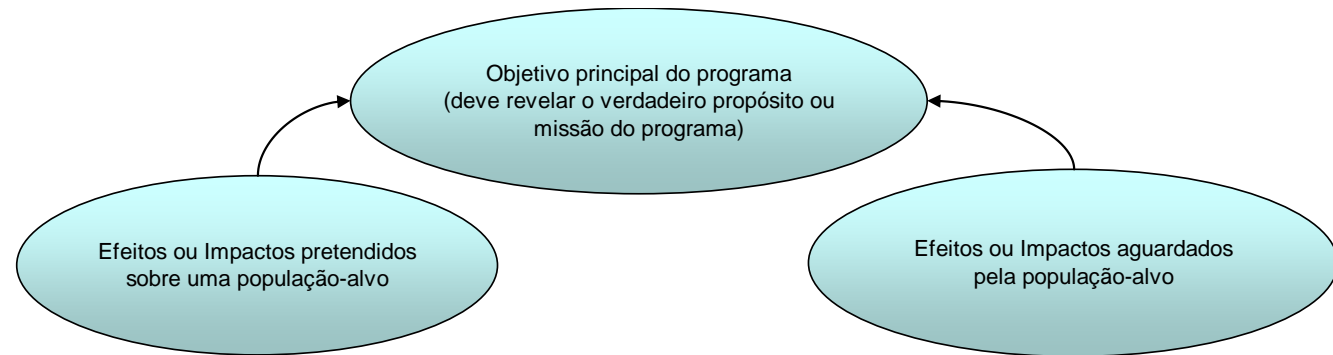 Objetivo principal do programa
(deve revelar o verdadeiro propósito ou
missão do programa)
Efeitos ou Impactos pretendidos
sobre uma população-alvo
Efeitos ou Impactos aguardados
pela população-alvo